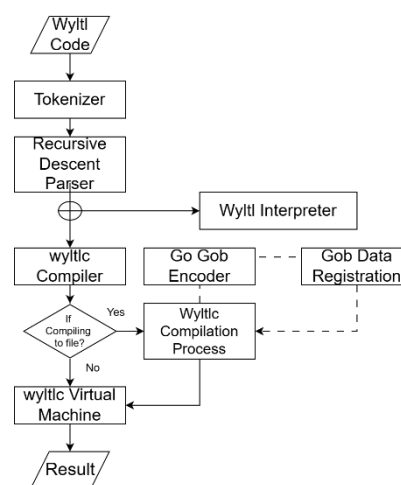 Wyltl
Code
Tokenizer
Recursive
Descent
Parser
Wyltl Interpreter
wyltlc
Compiler
Go Gob
Encoder
Gob Data
Registration
If
Compiling
to file?
Yes
Wyltlc
Compilation
Process
No
wyltlc Virtual
Machine
Result